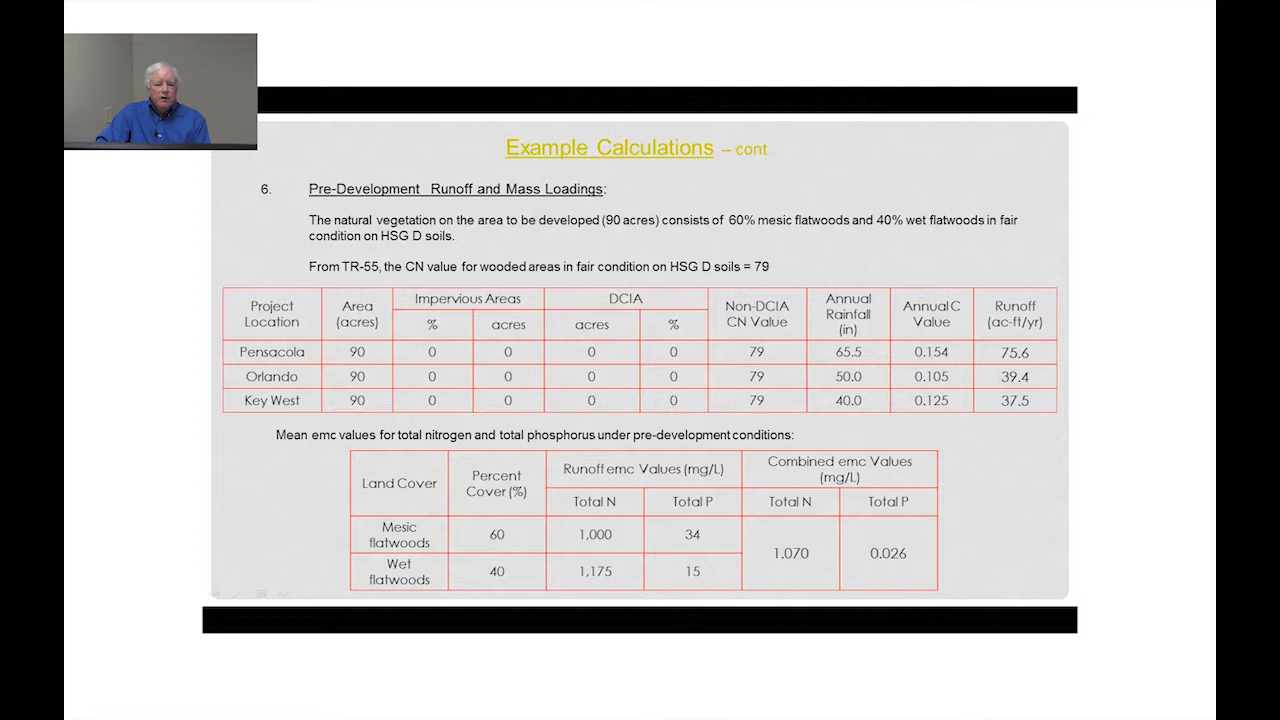 Example Calculations – cont
6. Pre-Development Runoff and Mass Loadings:
The natural vegetation on the area to be developed (90 acres) consists of 60% mesic flatwoods and 40% wet flatwoods in fair
condition on HSG D soils.
From TR-55, the CN value for wooded areas in fair condition on HSG D soils = 79
Project Location Area (acres) Impervious Areas DCIA Non-DCIA CN Value Annual Rainfall (in) Annual C Value Runoff (ac-ft/yr)
% acres acres %
Pensacola 90 0 0 0 0 79 65.5 0.154 75.6
Orlando 90 0 0 0 0 79 50.0 0.105 39.4
Key West 90 0 0 0 0 79 40.0 0.125 37.5
Mean emc values for total nitrogen and total phosphorus under pre-development conditions:
Land Cover Percent Cover (%) Runoff emc Values (mg/L) Combined emc Values (mg/L)
Total N Total P Total N Total P
Mesic flatwoods 60 1,000 34 1.070 0.026
Wet flatwoods 40 1,175 15